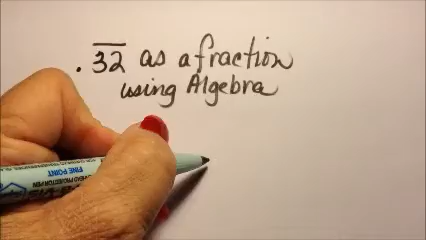 . 3̅2̅ as a fraction
using Algebra
FINE POINT